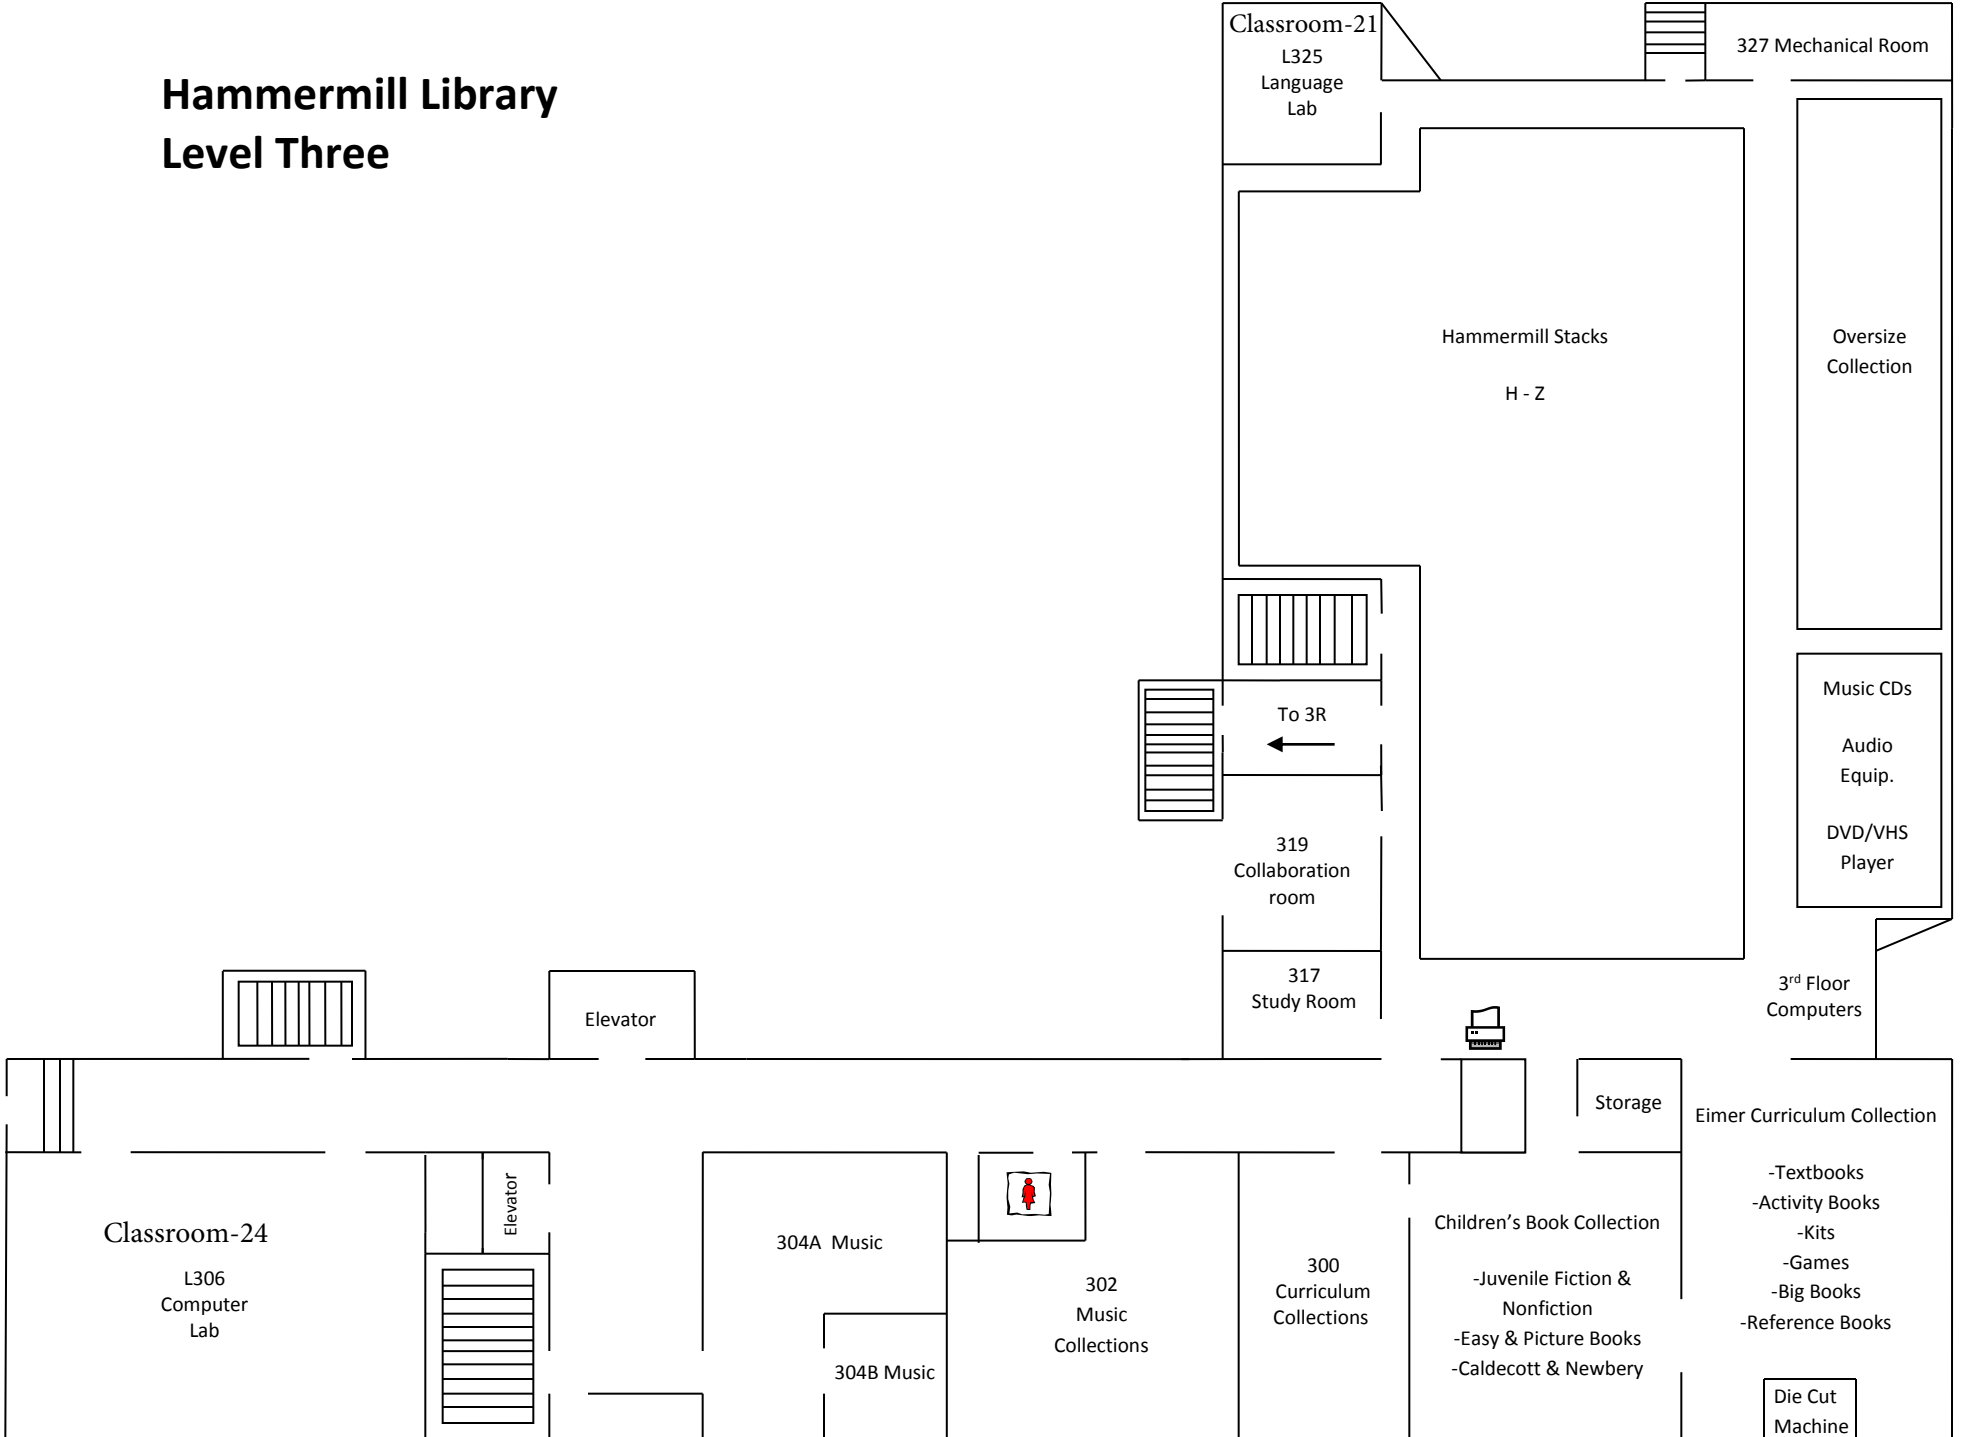 Hammermill Library
Level Three
Classroom-21
L325
Language
Lab
327 Mechanical Room
Hammermill Stacks
H - Z
Oversize
Collection
To 3R
Music CDs
Audio
Equip.
DVD/VHS
Player
319
Collaboration
room
317
Study Room
3rd Floor
Computers
Elevator
Storage
Elevator
Classroom-24
L306
Computer
Lab
304A Music
304B Music
302
Music
Collections
300
Curriculum
Collections
Children’s Book Collection
-Juvenile Fiction &
Nonfiction
-Easy & Picture Books
-Caldecott & Newbery
Eimer Curriculum Collection
-Textbooks
-Activity Books
-Kits
-Games
-Big Books
-Reference Books
Die Cut
Machine